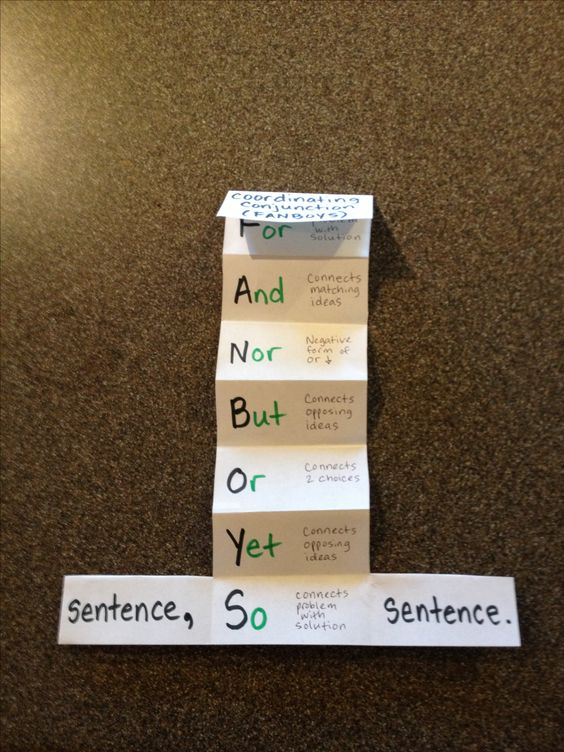 Coordinating
Conjunction
(FANBOYS)
For
problem
with
solution
And
Connects
matching
ideas
Nor
Negative
form of
or ↓
But
Connects
opposing
ideas
Or
Connects
2 choices
Yet
Connects
opposing
ideas
sentence,
So
connects
problem
with
solution
sentence.